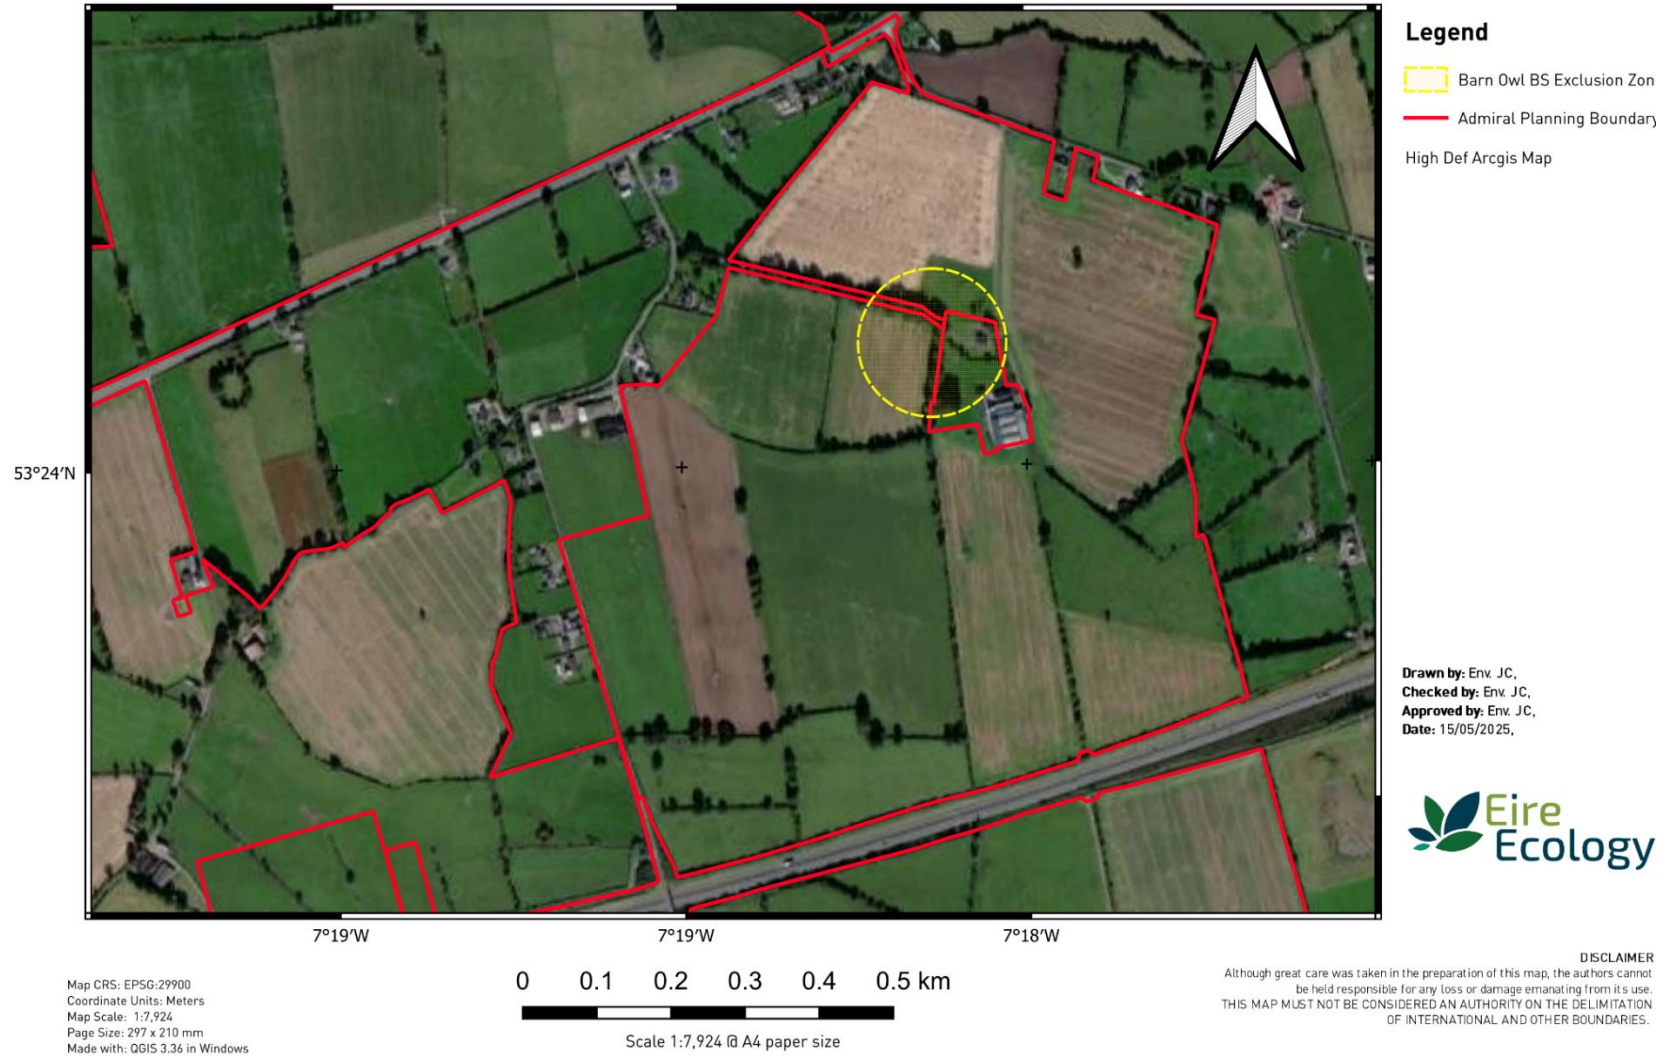 Legend
Barn Owl BS Exclusion Zon
Admiral Planning Boundary
High Def Arcgis Map
53°24'N
Drawn by: Env. JC,
Checked by: Env. JC,
Approved by: Env. JC,
Date: 15/05/2025,
Eire
Ecology
7°19'W 7°19'W 7°18'W
Map CRS: EPSG:29900
Coordinate Units: Meters
Map Scale: 1:7,924
Page Size: 297 x 210 mm
Made with: QGIS 3.36 in Windows
0 0.1 0.2 0.3 0.4 0.5 km
Scale 1:7,924 @ A4 paper size
DISCLAIMER
Although great care was taken in the preparation of this map, the authors cannot
be held responsible for any loss or damage emanating from its use.
THIS MAP MUST NOT BE CONSIDERED AN AUTHORITY ON THE DELIMITATION
OF INTERNATIONAL AND OTHER BOUNDARIES.